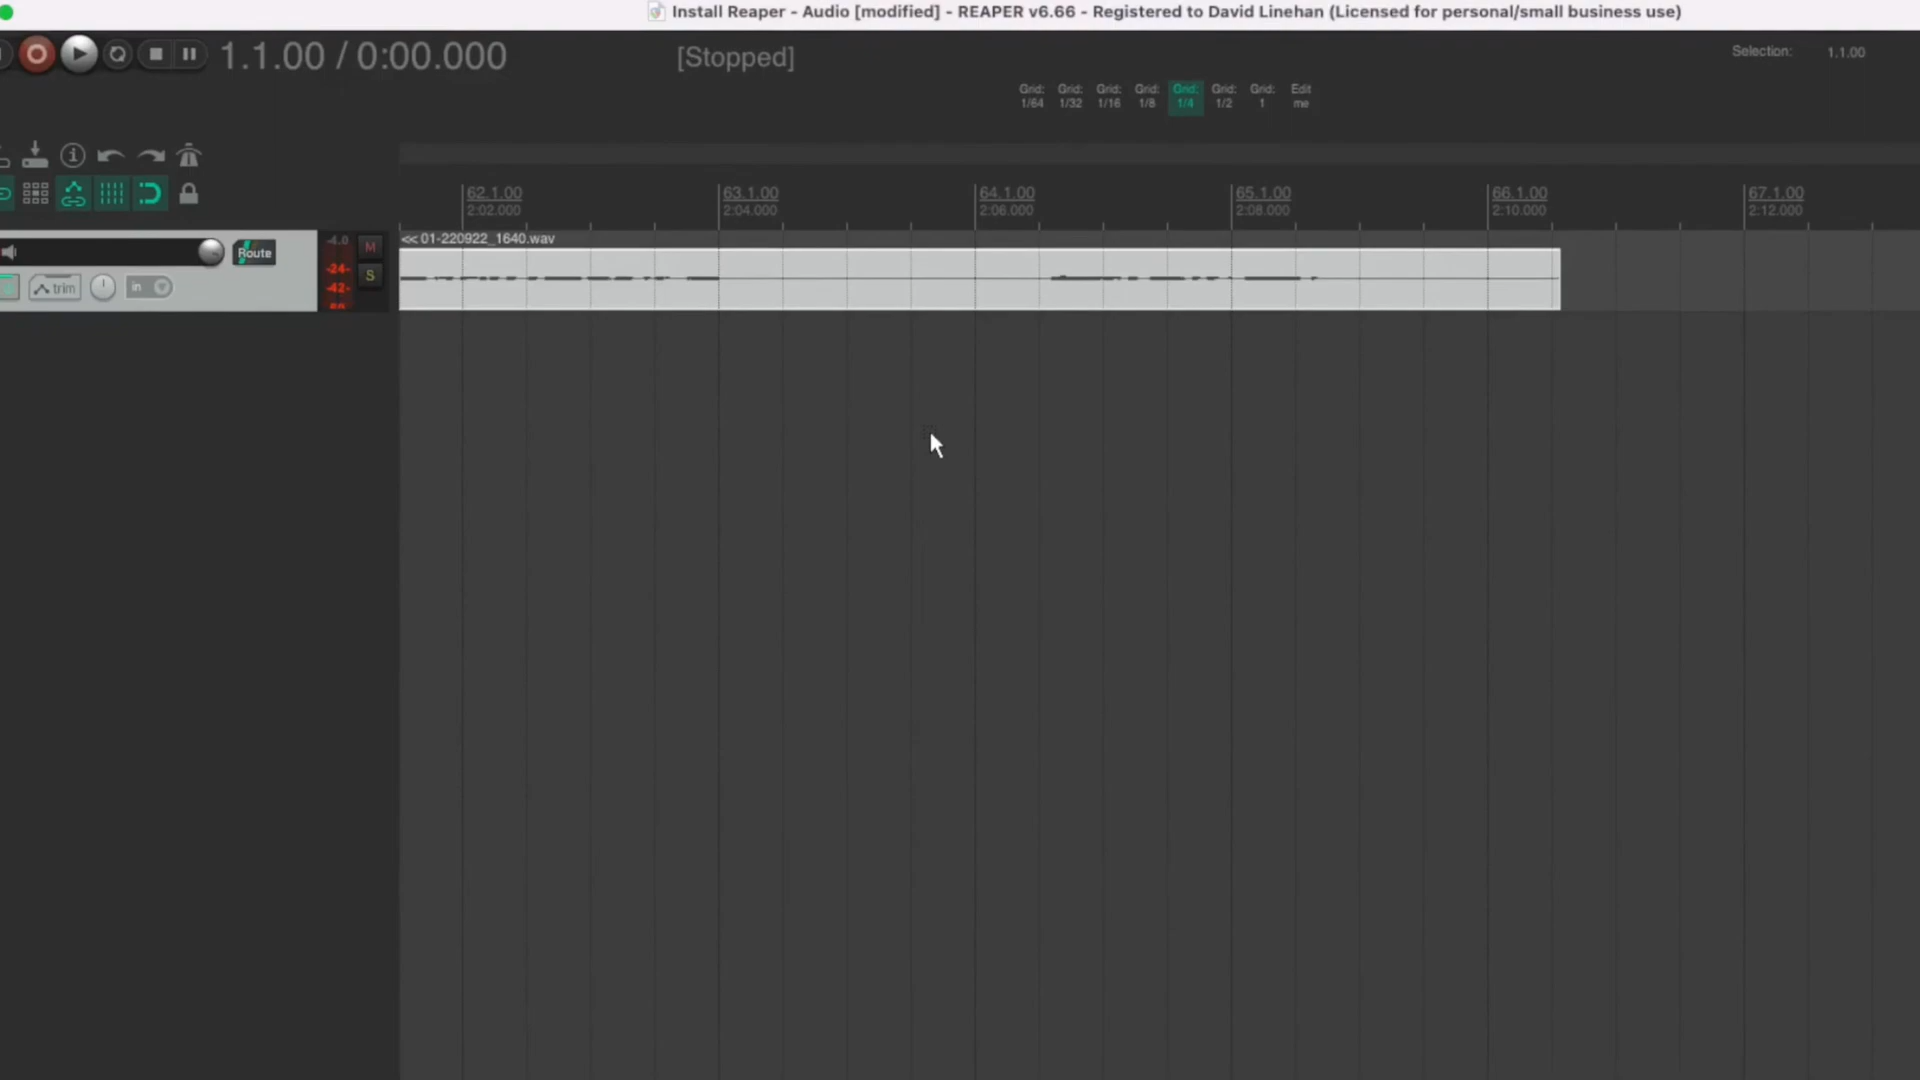 Install Reaper - Audio [modified] - REAPER v6.66 - Registered to David Linehan (Licensed for personal/small business use)
1.1.00 / 0:00.000
[Stopped]
Selection: 1.1.00
Grid: 1/64
Grid: 1/32
Grid: 1/16
Grid: 1/8
Grid: 1/4
Grid: 1/2
Grid: 1
Edit me
62.1.00 63.1.00 64.1.00 65.1.00 66.1.00 67.1.00
2:02.000 2:04.000 2:06.000 2:08.000 2:10.000 2:12.000
<< 01-220922_1640.wav
Route
-4.0
M
-24-
S
trim
in
-42-